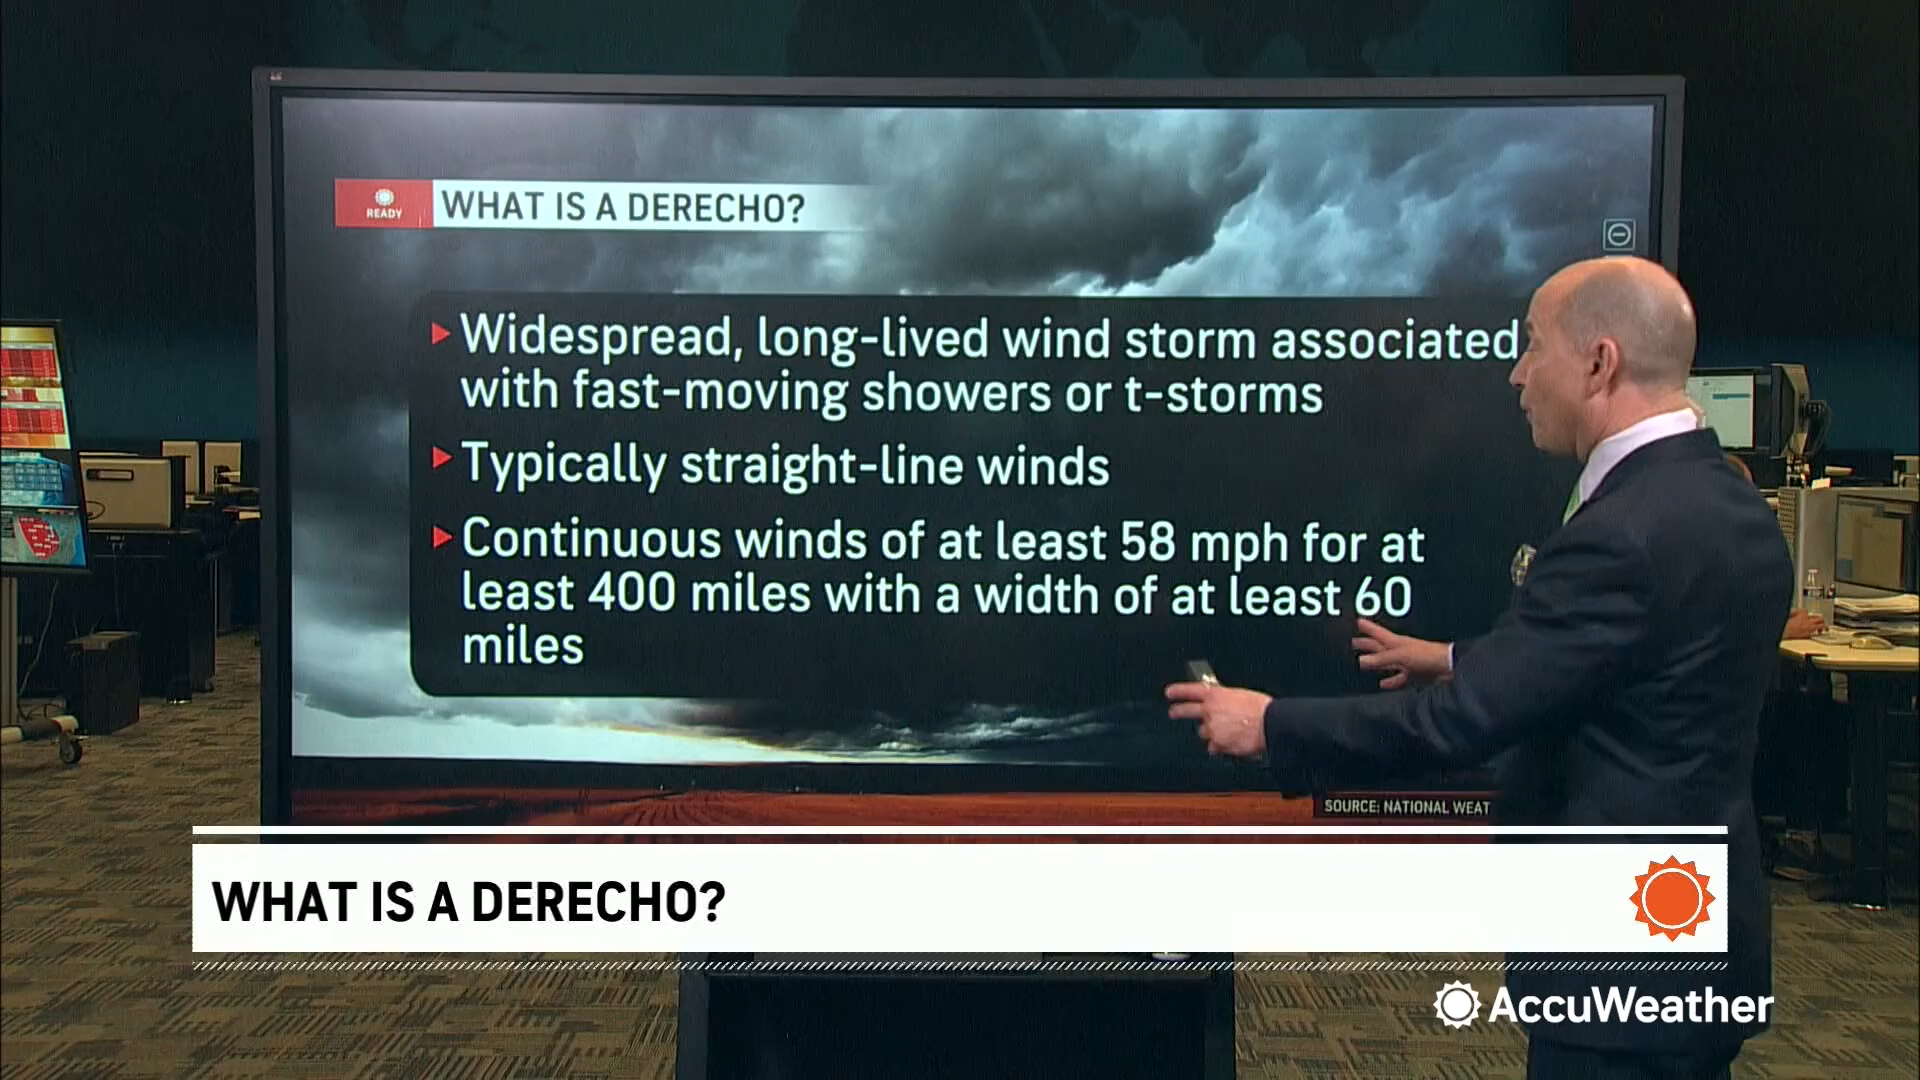 READY
WHAT IS A DERECHO?
Widespread, long-lived wind storm associated
with fast-moving showers or t-storms
Typically straight-line winds
Continuous winds of at least 58 mph for at
least 400 miles with a width of at least 60
miles
SOURCE: NATIONAL WEAT
WHAT IS A DERECHO?
AccuWeather